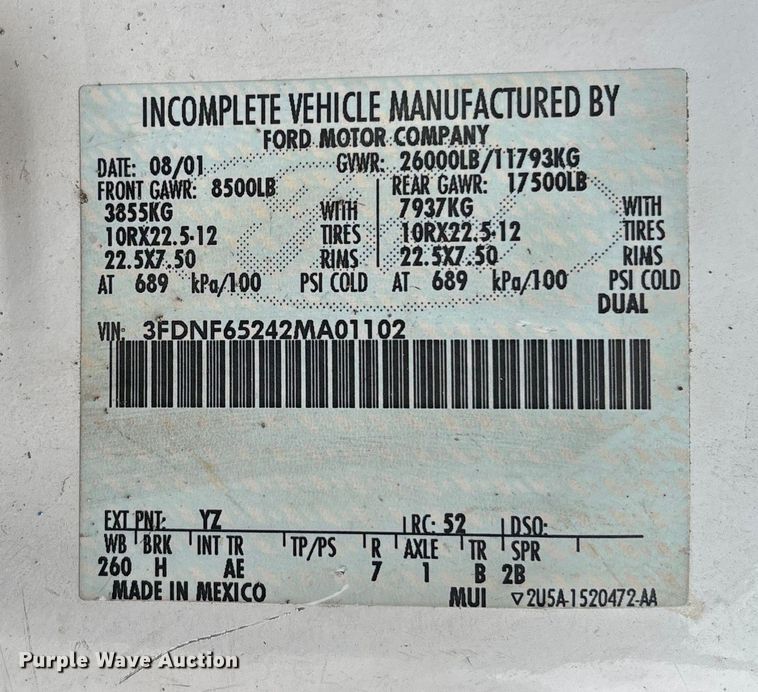 INCOMPLETE VEHICLE MANUFACTURED BY
FORD MOTOR COMPANY
DATE: 08/01 GVWR: 26000LB/11793KG
FRONT GAWR: 8500LB REAR GAWR: 17500LB
3855KG WITH 7937KG WITH
10RX22.5-12 TIRES 10RX22.5-12 TIRES
22.5X7.50 RIMS 22.5X7.50 RIMS
AT 689 kPa/100 PSI COLD AT 689 kPa/100 PSI COLD
DUAL
VIN: 3FDNF65242MA01102
EXT PNT: YZ RC: 52 DSO:
WB BRK INT TR TP/PS R AXLE TR SPR
260 H AE 7 1 B 2B
MADE IN MEXICO MUI ▽2U5A-1520472-AA
Purple Wave Auction